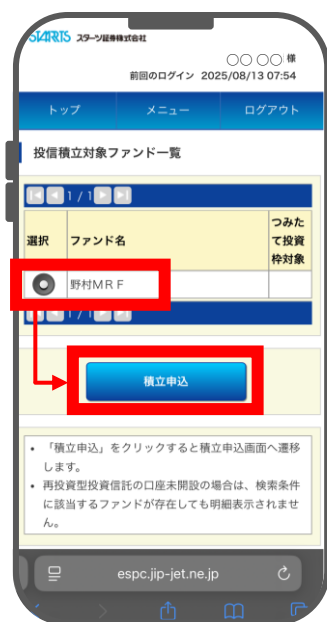 STARTS スターツ証券株式会社
〇〇 〇〇 様
前回のログイン 2025/08/13 07:54
トップ メニュー ログアウト
投信積立対象ファンド一覧
1 / 1
選択 ファンド名 つみた
て投資
枠対象
野村ＭＲＦ
1 / 1
積立申込
• 「積立申込」をクリックすると積立申込画面へ遷移
します。
• 再投資型投資信託の口座未開設の場合は、検索条件
に該当するファンドが存在しても明細表示されませ
ん。
espc.jip-jet.ne.jp